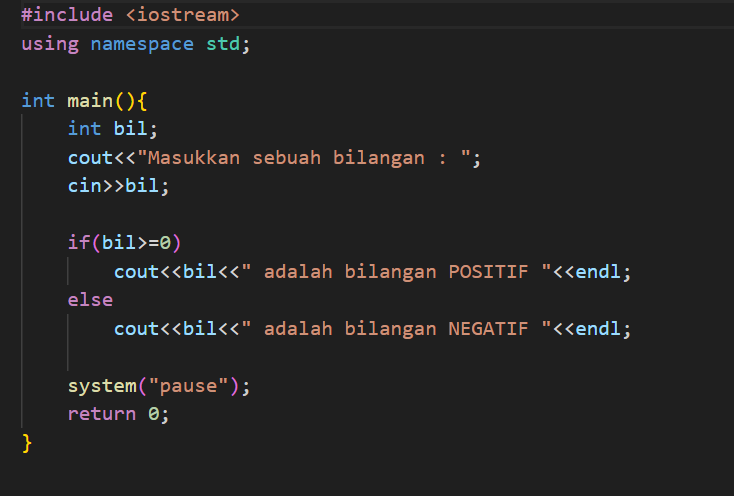 #include <iostream>
using namespace std;
int main(){
int bil;
cout<<"Masukkan sebuah bilangan : ";
cin>>bil;
if(bil>=0)
cout<<bil<<" adalah bilangan POSITIF "<<endl;
else
cout<<bil<<" adalah bilangan NEGATIF "<<endl;
system("pause");
return 0;
}